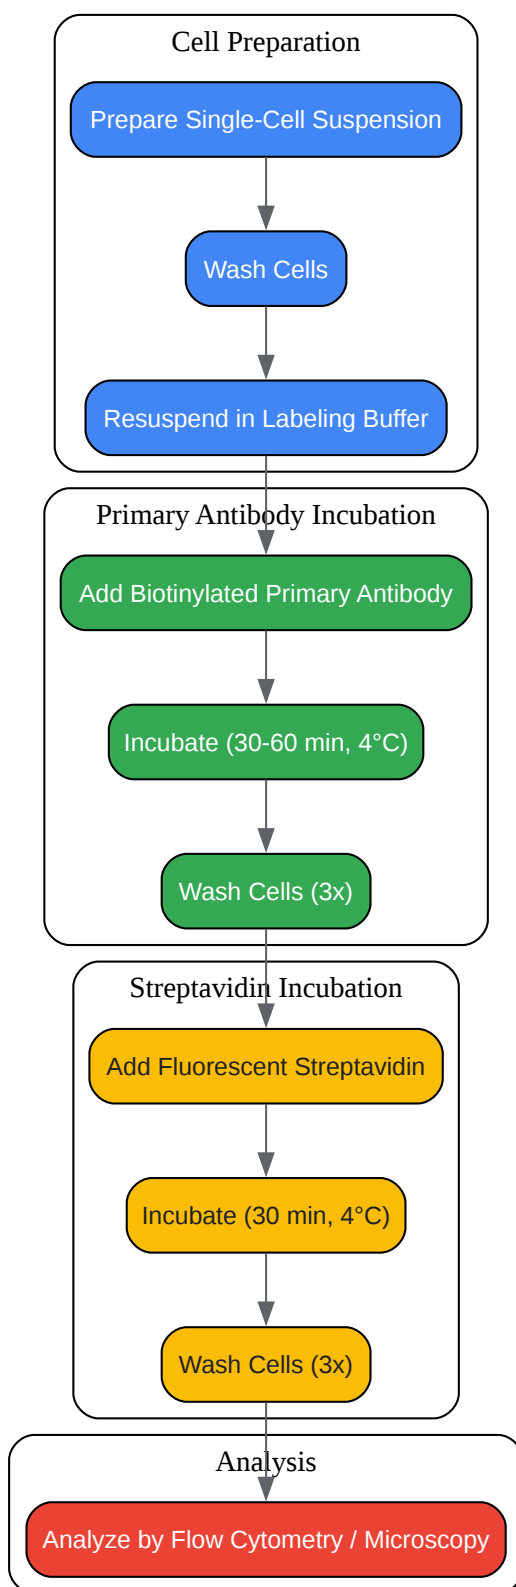 Cell Preparation
Prepare Single-Cell Suspension
Wash Cells
Resuspend in Labeling Buffer
Primary Antibody Incubation
Add Biotinylated Primary Antibody
Incubate (30-60 min, 4°C)
Wash Cells (3x)
Streptavidin Incubation
Add Fluorescent Streptavidin
Incubate (30 min, 4°C)
Wash Cells (3x)
Analysis
Analyze by Flow Cytometry / Microscopy